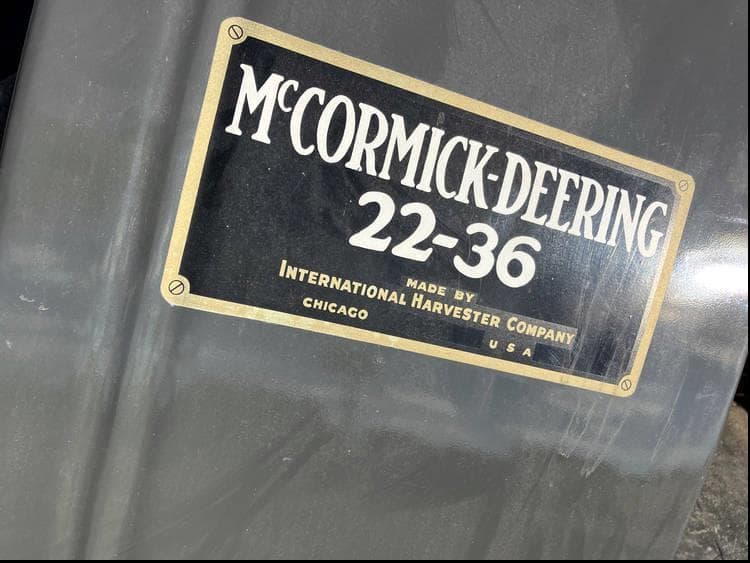 McCORMICK-DEERING
22-36
MADE BY
INTERNATIONAL HARVESTER COMPANY
CHICAGO USA